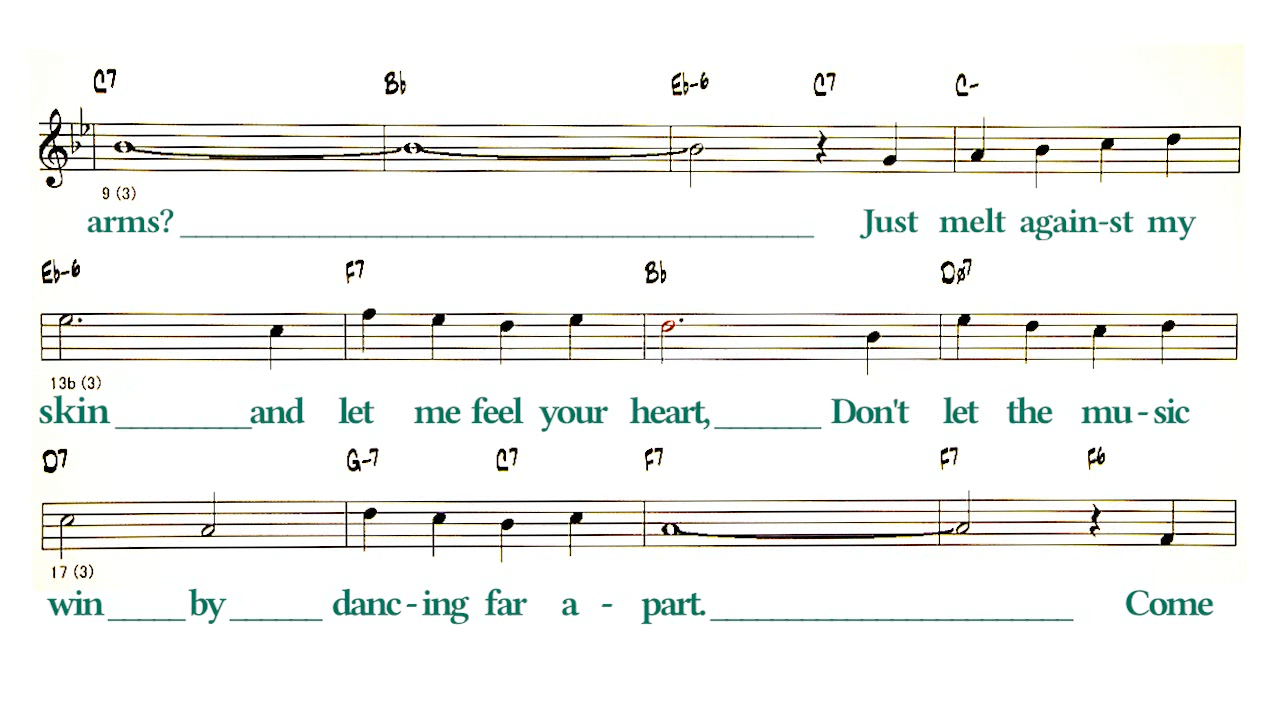 C7 Bb Eb-6 C7 C-
9 (3)
arms? Just melt again-st my
Eb-6 F7 Bb Dø7
13b (3)
skin and let me feel your heart, Don't let the mu - sic
D7 G-7 C7 F7 F7 F6
17 (3)
win by danc - ing far a - part. Come